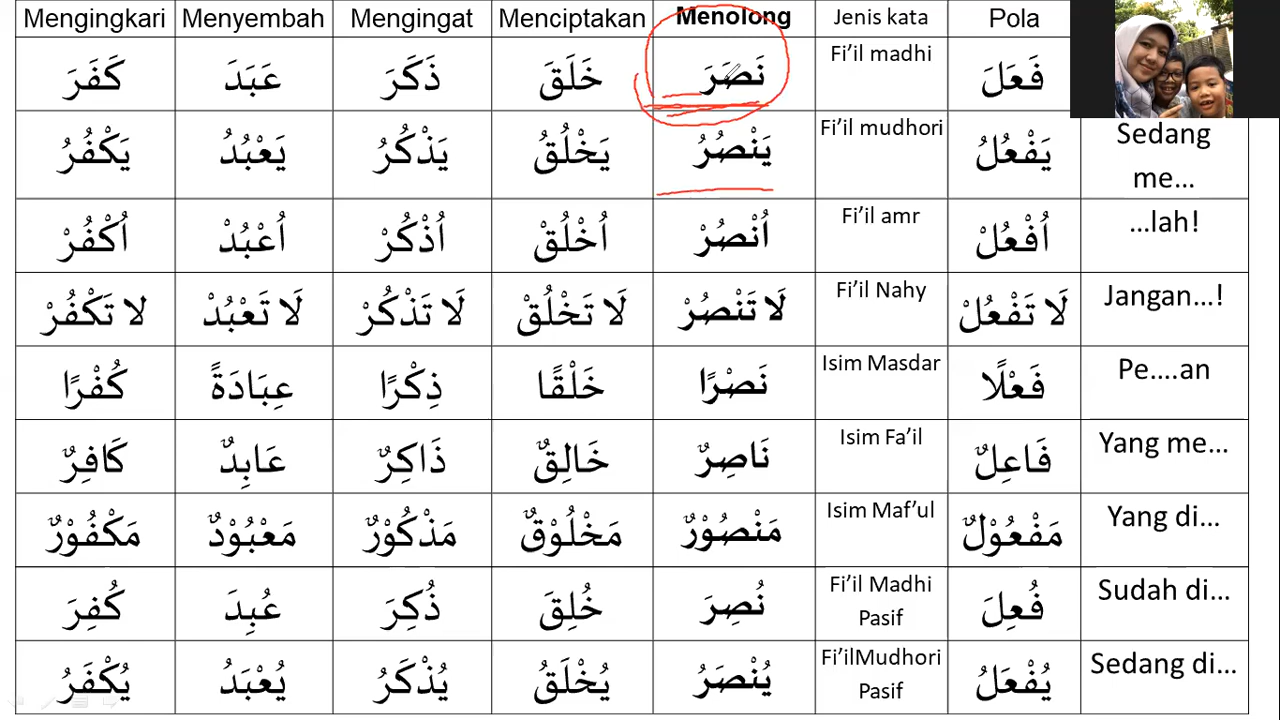 Mengingkari Menyembah Mengingat Menciptakan Menolong Jenis kata Pola
كَفَرَ عَبَدَ ذَكَرَ خَلَقَ نَصَرَ Fi’il madhi فَعَلَ
يَكْفُرُ يَعْبُدُ يَذْكُرُ يَخْلُقُ يَنْصُرُ Fi’il mudhori يَفْعُلُ Sedang
me...
اُكْفُرْ اُعْبُدْ اُذْكُرْ اُخْلُقْ اُنْصُرْ Fi’il amr اُفْعُلْ ...lah!
لا تَكْفُرْ لَا تَعْبُدْ لَا تَذْكُرْ لَا تَخْلُقْ لَا تَنْصُرْ Fi’il Nahy لَا تَفْعُلْ Jangan...!
كُفْرًا عِبَادَةً ذِكْرًا خَلْقًا نَصْرًا Isim Masdar فَعْلًا Pe....an
كَافِرٌ عَابِدٌ ذَاكِرٌ خَالِقٌ نَاصِرٌ Isim Fa’il فَاعِلٌ Yang me...
مَكْفُوْرٌ مَعْبُوْدٌ مَذْكُوْرٌ مَخْلُوْقٌ مَنْصُوْرٌ Isim Maf’ul مَفْعُوْلٌ Yang di...
كُفِرَ عُبِدَ ذُكِرَ خُلِقَ نُصِرَ Fi’il Madhi
Pasif فُعِلَ Sudah di...
يُكْفَرُ يُعْبَدُ يُذْكَرُ يُخْلَقُ يُنْصَرُ Fi’ilMudhori
Pasif يُفْعَلُ Sedang di...